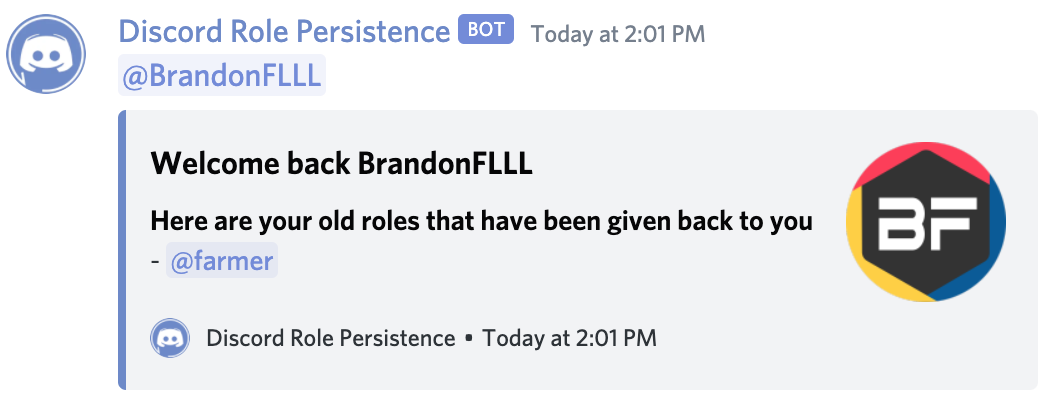 Discord Role Persistence BOT Today at 2:01 PM
@BrandonFLLL
Welcome back BrandonFLLL
BF
Here are your old roles that have been given back to you
- @farmer
Discord Role Persistence • Today at 2:01 PM